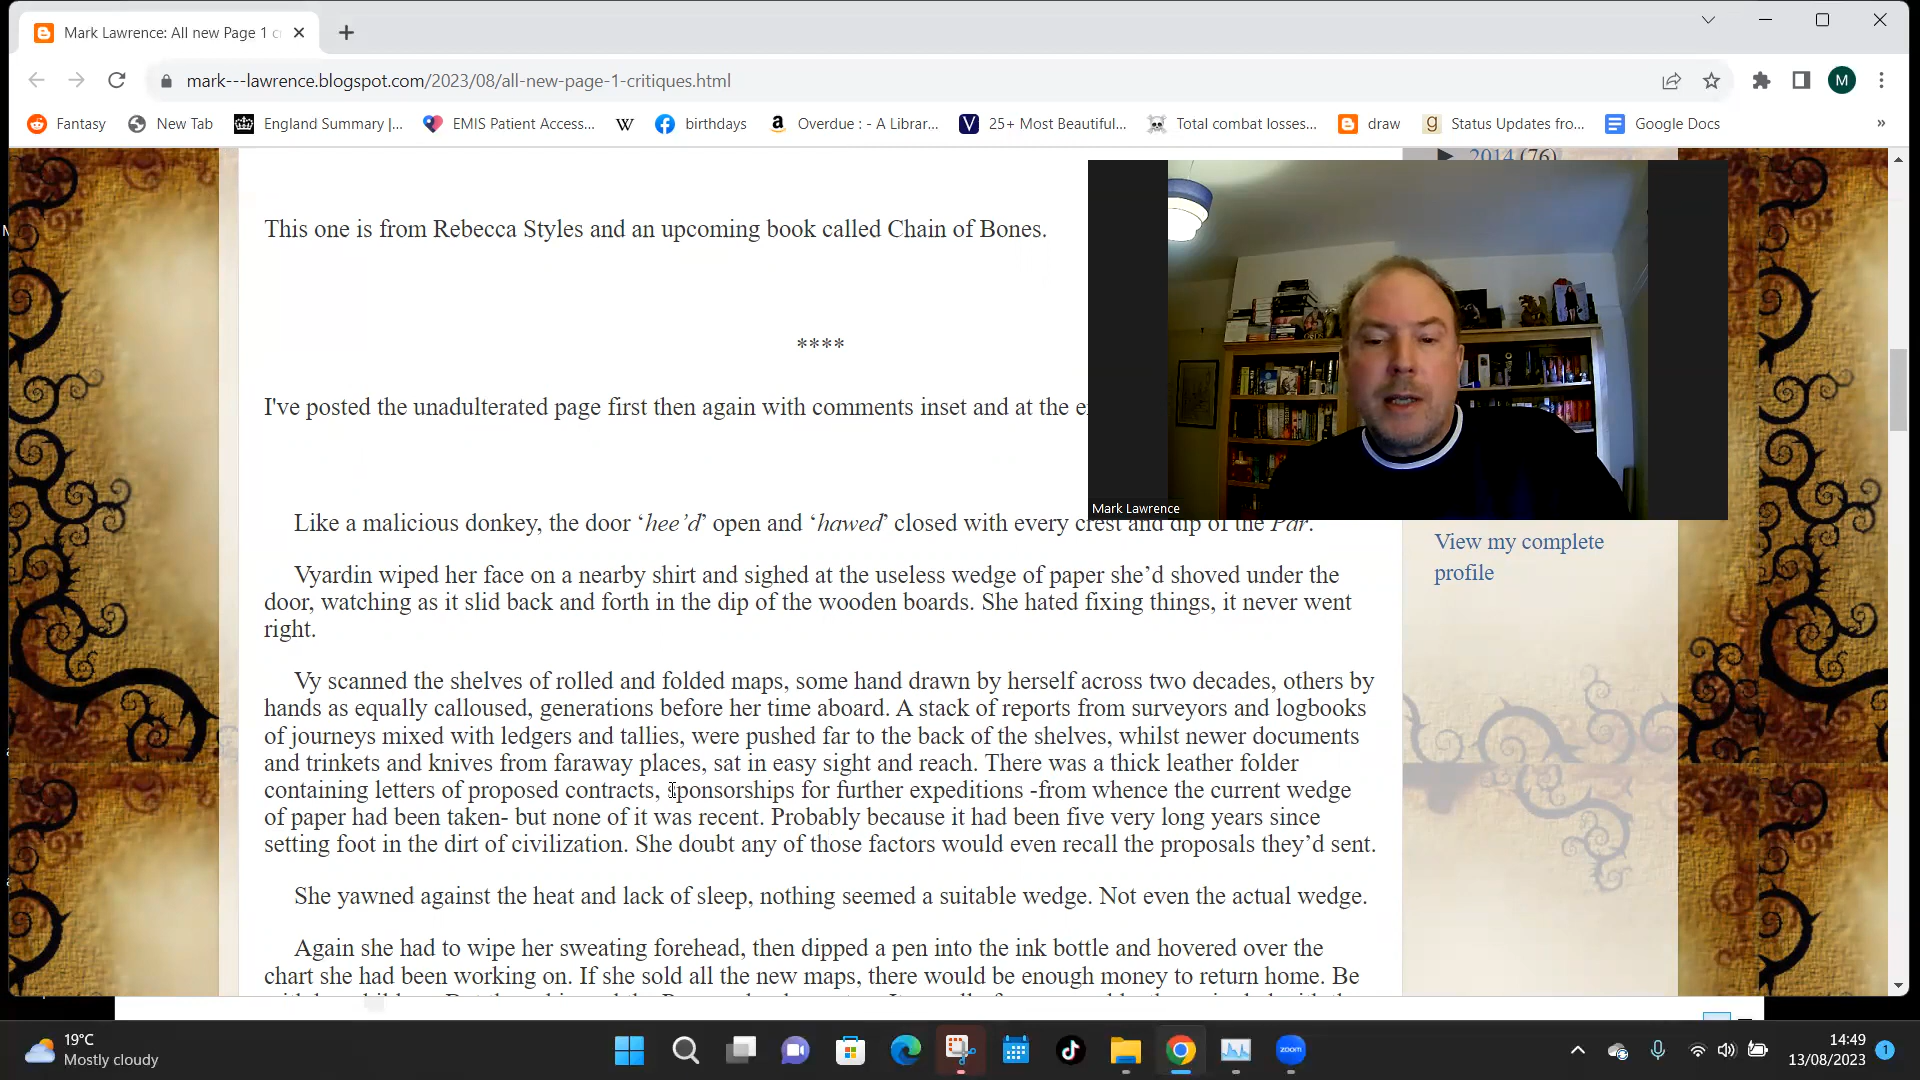 Mark Lawrence: All new Page 1 c
mark---lawrence.blogspot.com/2023/08/all-new-page-1-critiques.html
M
Fantasy New Tab England Summary |... EMIS Patient Access... W birthdays a Overdue : - A Librar... V 25+ Most Beautiful... Total combat losses... draw g Status Updates fro... Google Docs »
► 2014 (76)
This one is from Rebecca Styles and an upcoming book called Chain of Bones.
****
I've posted the unadulterated page first then again with comments inset and at the
Mark Lawrence
Like a malicious donkey, the door ‘hee’d’ open and ‘hawed’ closed with every crest and dip of the Par.
View my complete
profile
Vyardin wiped her face on a nearby shirt and sighed at the useless wedge of paper she’d shoved under the
door, watching as it slid back and forth in the dip of the wooden boards. She hated fixing things, it never went
right.
Vy scanned the shelves of rolled and folded maps, some hand drawn by herself across two decades, others by
hands as equally calloused, generations before her time aboard. A stack of reports from surveyors and logbooks
of journeys mixed with ledgers and tallies, were pushed far to the back of the shelves, whilst newer documents
and trinkets and knives from faraway places, sat in easy sight and reach. There was a thick leather folder
containing letters of proposed contracts, sponsorships for further expeditions -from whence the current wedge
of paper had been taken- but none of it was recent. Probably because it had been five very long years since
setting foot in the dirt of civilization. She doubt any of those factors would even recall the proposals they’d sent.
She yawned against the heat and lack of sleep, nothing seemed a suitable wedge. Not even the actual wedge.
Again she had to wipe her sweating forehead, then dipped a pen into the ink bottle and hovered over the
chart she had been working on. If she sold all the new maps, there would be enough money to return home. Be
19°C
Mostly cloudy
zoom
14:49
13/08/2023
1